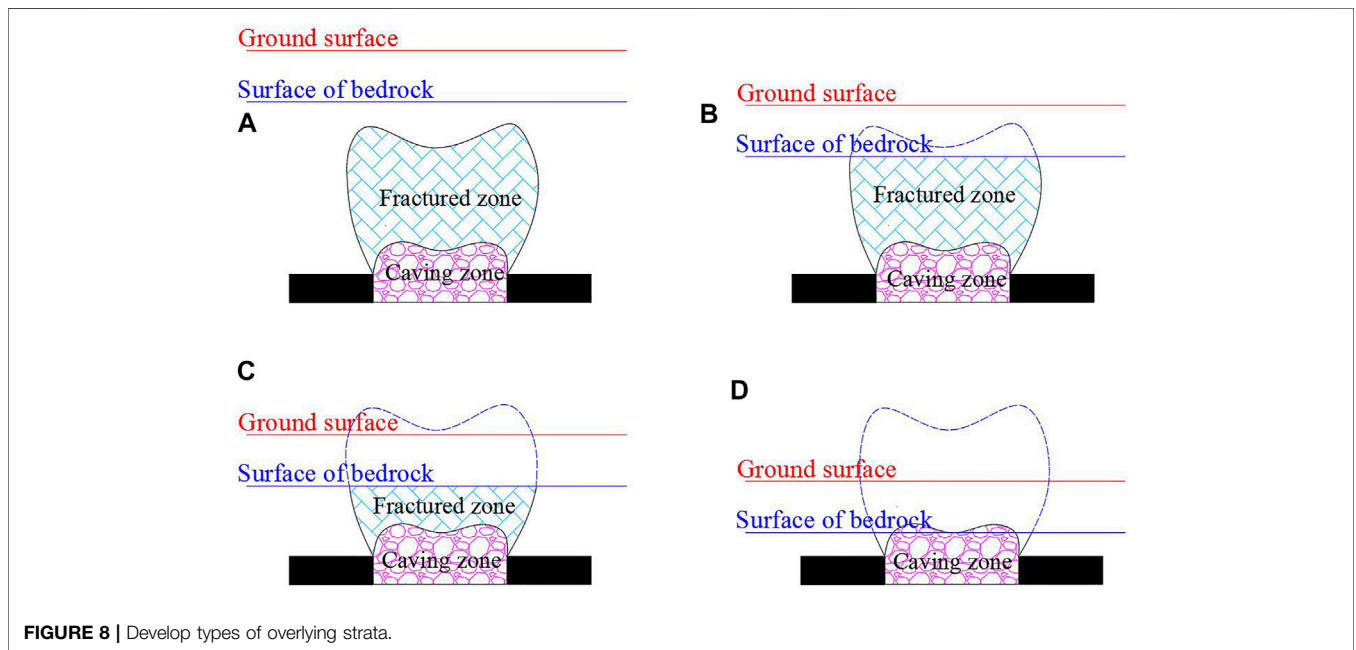 Ground surface
Surface of bedrock
A
Fractured zone
Caving zone
Ground surface
B
Surface of bedrock
Fractured zone
Caving zone
C
Ground surface
Surface of bedrock
Fractured zone
Caving zone
D
Ground surface
Surface of bedrock
Caving zone
FIGURE 8 | Develop types of overlying strata.